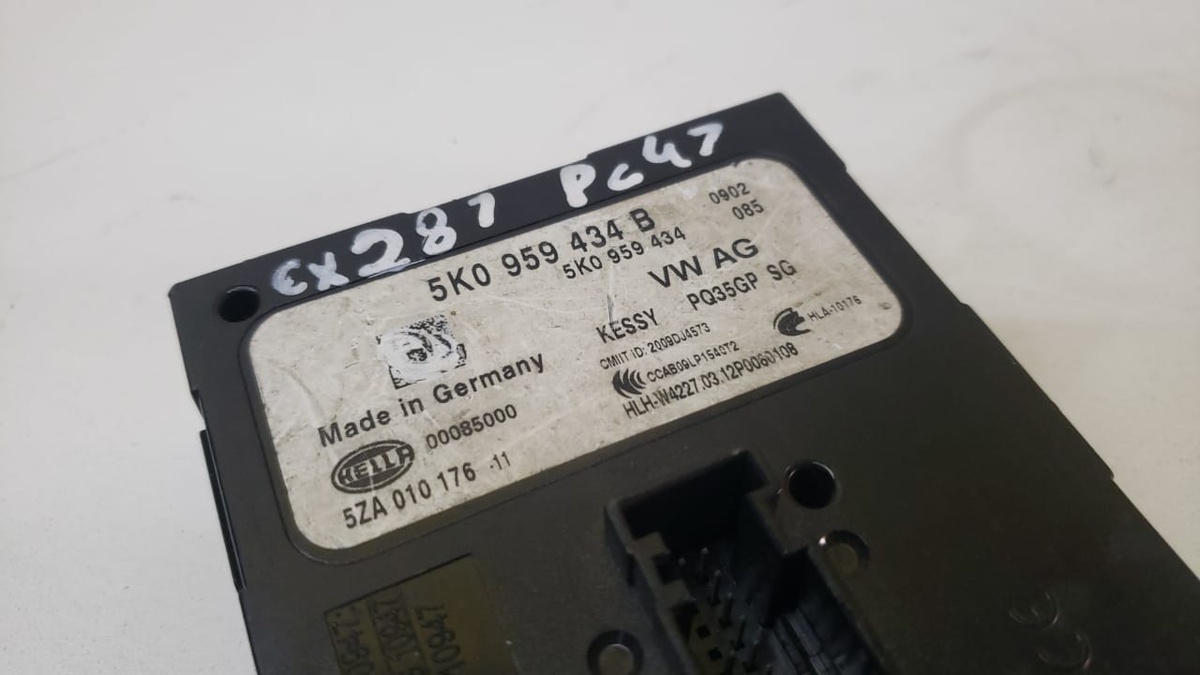 EX287 Pc47
5K0 959 434 B 0902
5K0 959 434 085
VW AG
KESSY PQ35GP SG
CMIIT ID: 2009DJ4573
CCAB09LP1540T2 HLA-10176
HLH-W4227.03.12P0060108
Made in Germany
HELLA 00085000
5ZA 010 176 -11
CE